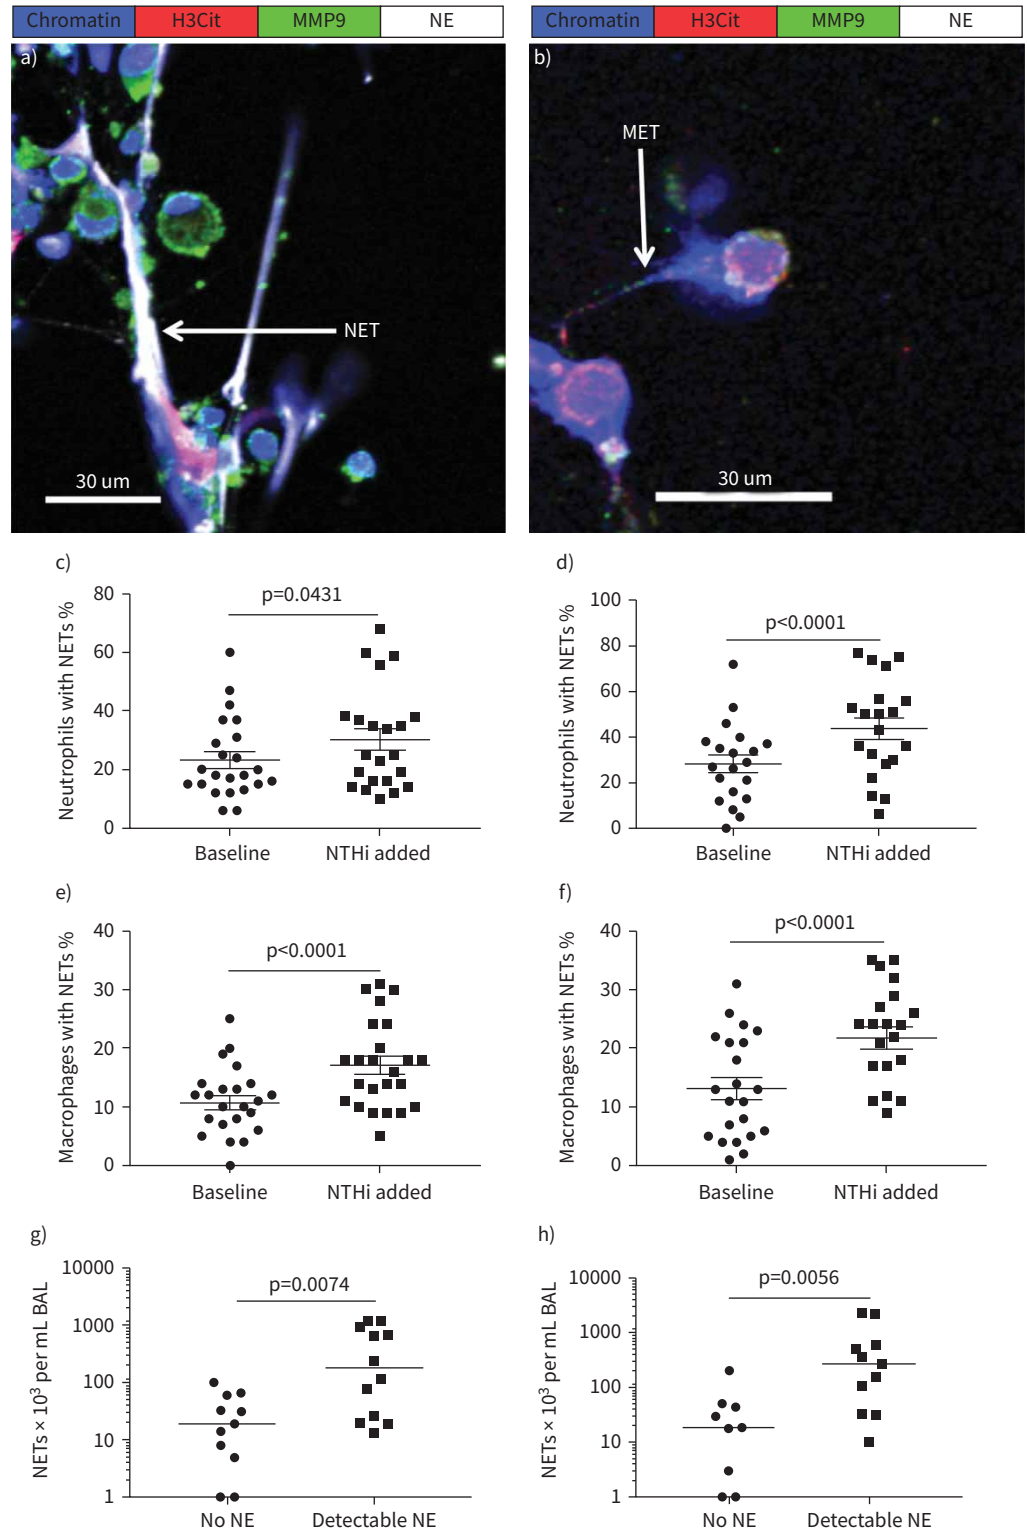 Chromatin H3Cit MMP9 NE
Chromatin H3Cit MMP9 NE
a)
NET
30 um
b)
MET
30 um
c)
Neutrophils with NETs %
80
60
40
20
0
p=0.0431
Baseline NTHi added
d)
Neutrophils with NETs %
100
80
60
40
20
0
p<0.0001
Baseline NTHi added
e)
Macrophages with NETs %
40
30
20
10
0
p<0.0001
Baseline NTHi added
f)
Macrophages with NETs %
40
30
20
10
0
p<0.0001
Baseline NTHi added
g)
NETs × 10³ per mL BAL
10000
1000
100
10
1
p=0.0074
No NE Detectable NE
h)
NETs × 10³ per mL BAL
10000
1000
100
10
1
p=0.0056
No NE Detectable NE